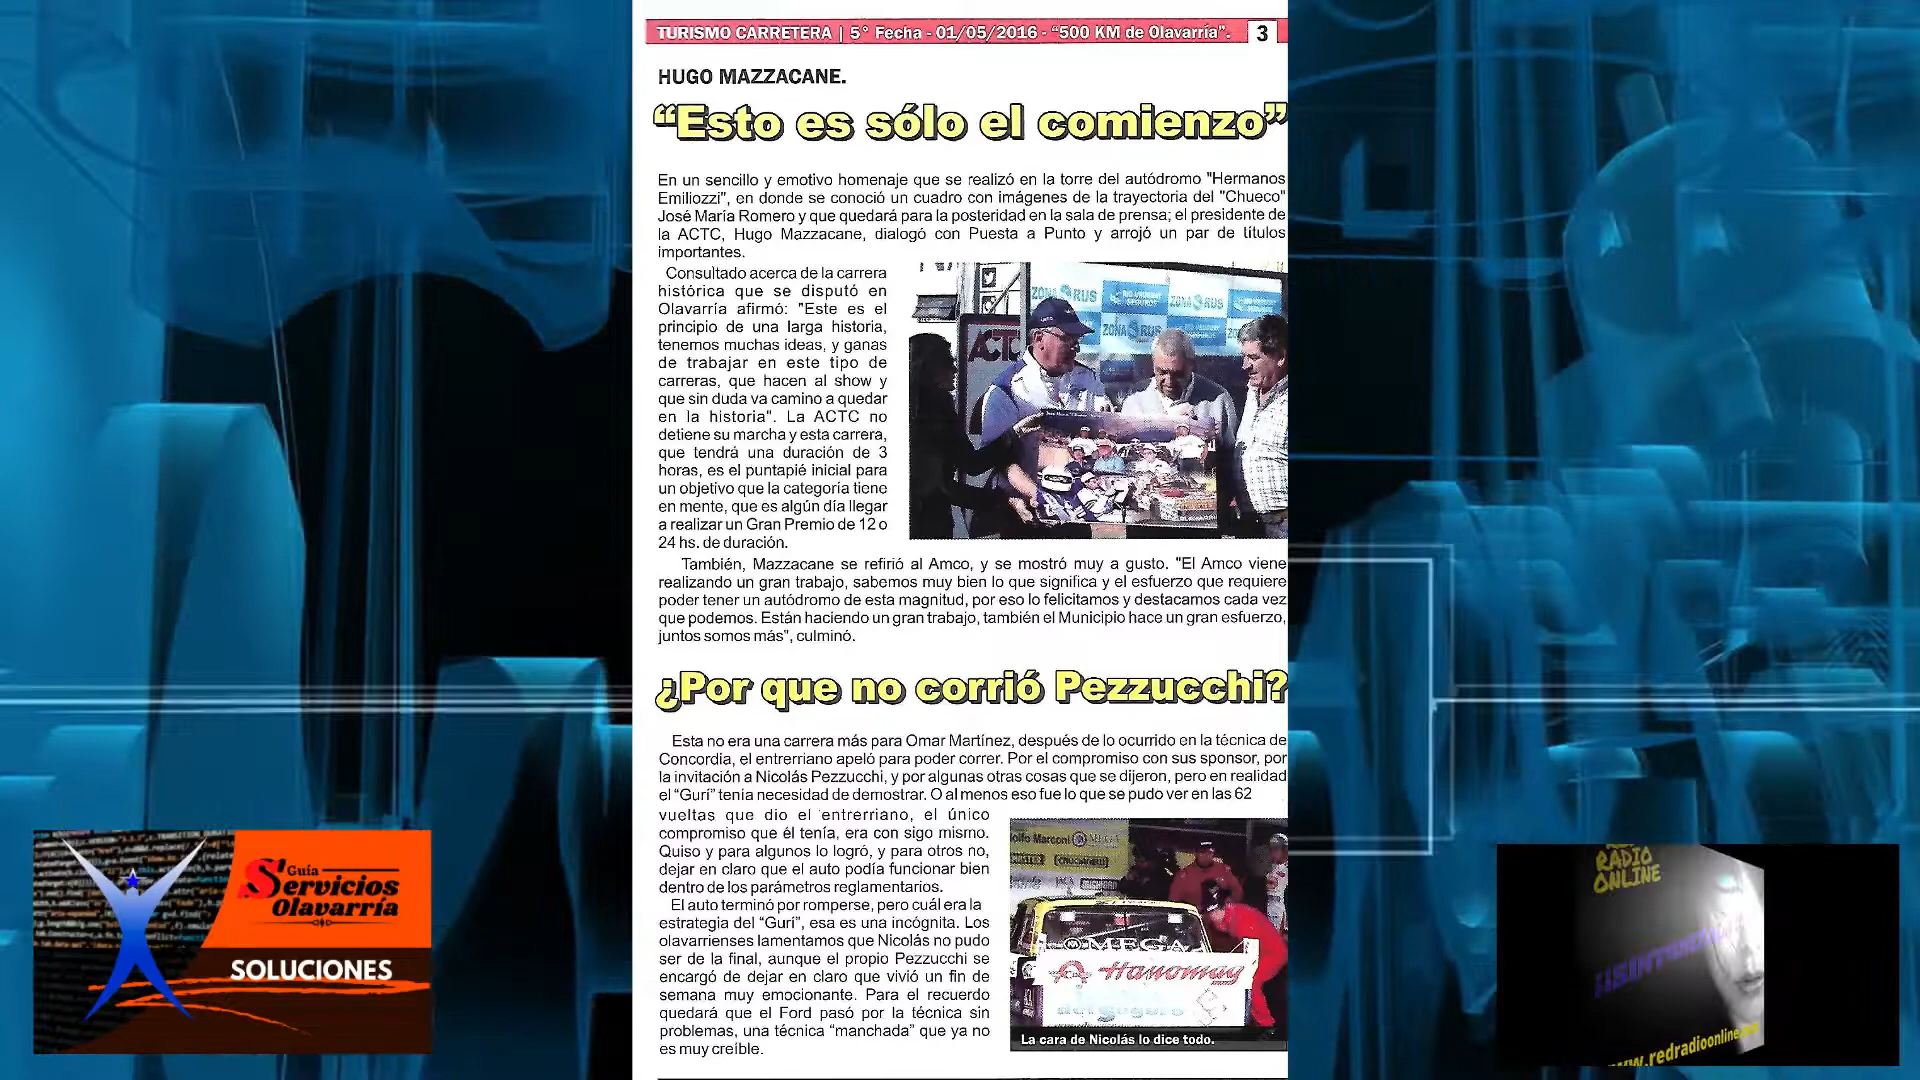 TURISMO CARRETERA | 5° Fecha - 01/05/2016 - “500 KM de Olavarría”. 3
HUGO MAZZACANE.
“Esto es sólo el comienzo”
En un sencillo y emotivo homenaje que se realizó en la torre del autódromo "Hermanos
Emiliozzi", en donde se conoció un cuadro con imágenes de la trayectoria del "Chueco"
José María Romero y que quedará para la posteridad en la sala de prensa; el presidente de
la ACTC, Hugo Mazzacane, dialogó con Puesta a Punto y arrojó un par de títulos
importantes.
Consultado acerca de la carrera
histórica que se disputó en
Olavarría afirmó: "Este es el
principio de una larga historia,
tenemos muchas ideas, y ganas
de trabajar en este tipo de
carreras, que hacen al show y
que sin duda va camino a quedar
en la historia". La ACTC no
detiene su marcha y esta carrera,
que tendrá una duración de 3
horas, es el puntapié inicial para
un objetivo que la categoría tiene
en mente, que es algún día llegar
a realizar un Gran Premio de 12 o
24 hs. de duración.
ZONA RUS
RIO URUGUAY SEGUROS
ZONA RUS
ZONA RUS
ACTC
También, Mazzacane se refirió al Amco, y se mostró muy a gusto. "El Amco viene
realizando un gran trabajo, sabemos muy bien lo que significa y el esfuerzo que requiere
poder tener un autódromo de esta magnitud, por eso lo felicitamos y destacamos cada vez
que podemos. Están haciendo un gran trabajo, también el Municipio hace un gran esfuerzo,
juntos somos más", culminó.
¿Por que no corrió Pezzucchi?
Esta no era una carrera más para Omar Martínez, después de lo ocurrido en la técnica de
Concordia, el entrerriano apeló para poder correr. Por el compromiso con sus sponsor, por
la invitación a Nicolás Pezzucchi, y por algunas otras cosas que se dijeron, pero en realidad
el “Gurí” tenía necesidad de demostrar. O al menos eso fue lo que se pudo ver en las 62
vueltas que dio el entrerriano, el único
compromiso que él tenía, era con sigo mismo.
Quiso y para algunos lo logró, y para otros no,
dejar en claro que el auto podía funcionar bien
dentro de los parámetros reglamentarios.
El auto terminó por romperse, pero cuál era la
estrategia del “Gurí”, esa es una incógnita. Los
olavarrienses lamentamos que Nicolás no pudo
ser de la final, aunque el propio Pezzucchi se
encargó de dejar en claro que vivió un fin de
semana muy emocionante. Para el recuerdo
quedará que el Ford pasó por la técnica sin
problemas, una técnica “manchada” que ya no
es muy creíble.
Marconi
OMEGA
Hanomag
La cara de Nicolás lo dice todo.
Guía
Servicios
Olavarría
SOLUCIONES
RADIO
ONLINE
www.redradioonline